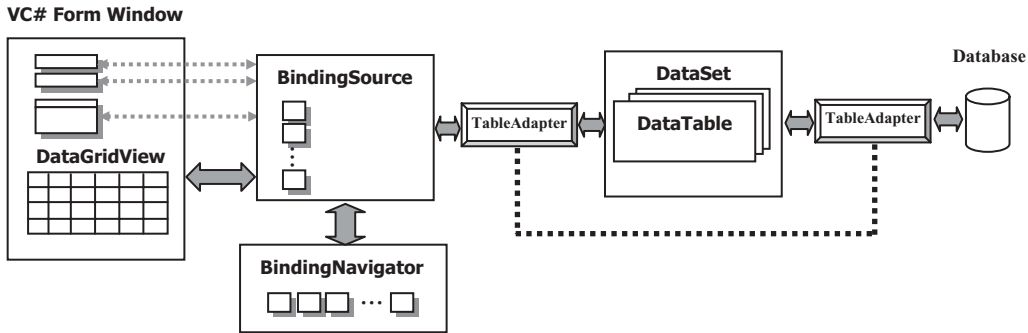 VC# Form Window
DataGridView
BindingSource
BindingNavigator
TableAdapter
DataSet
DataTable
TableAdapter
Database